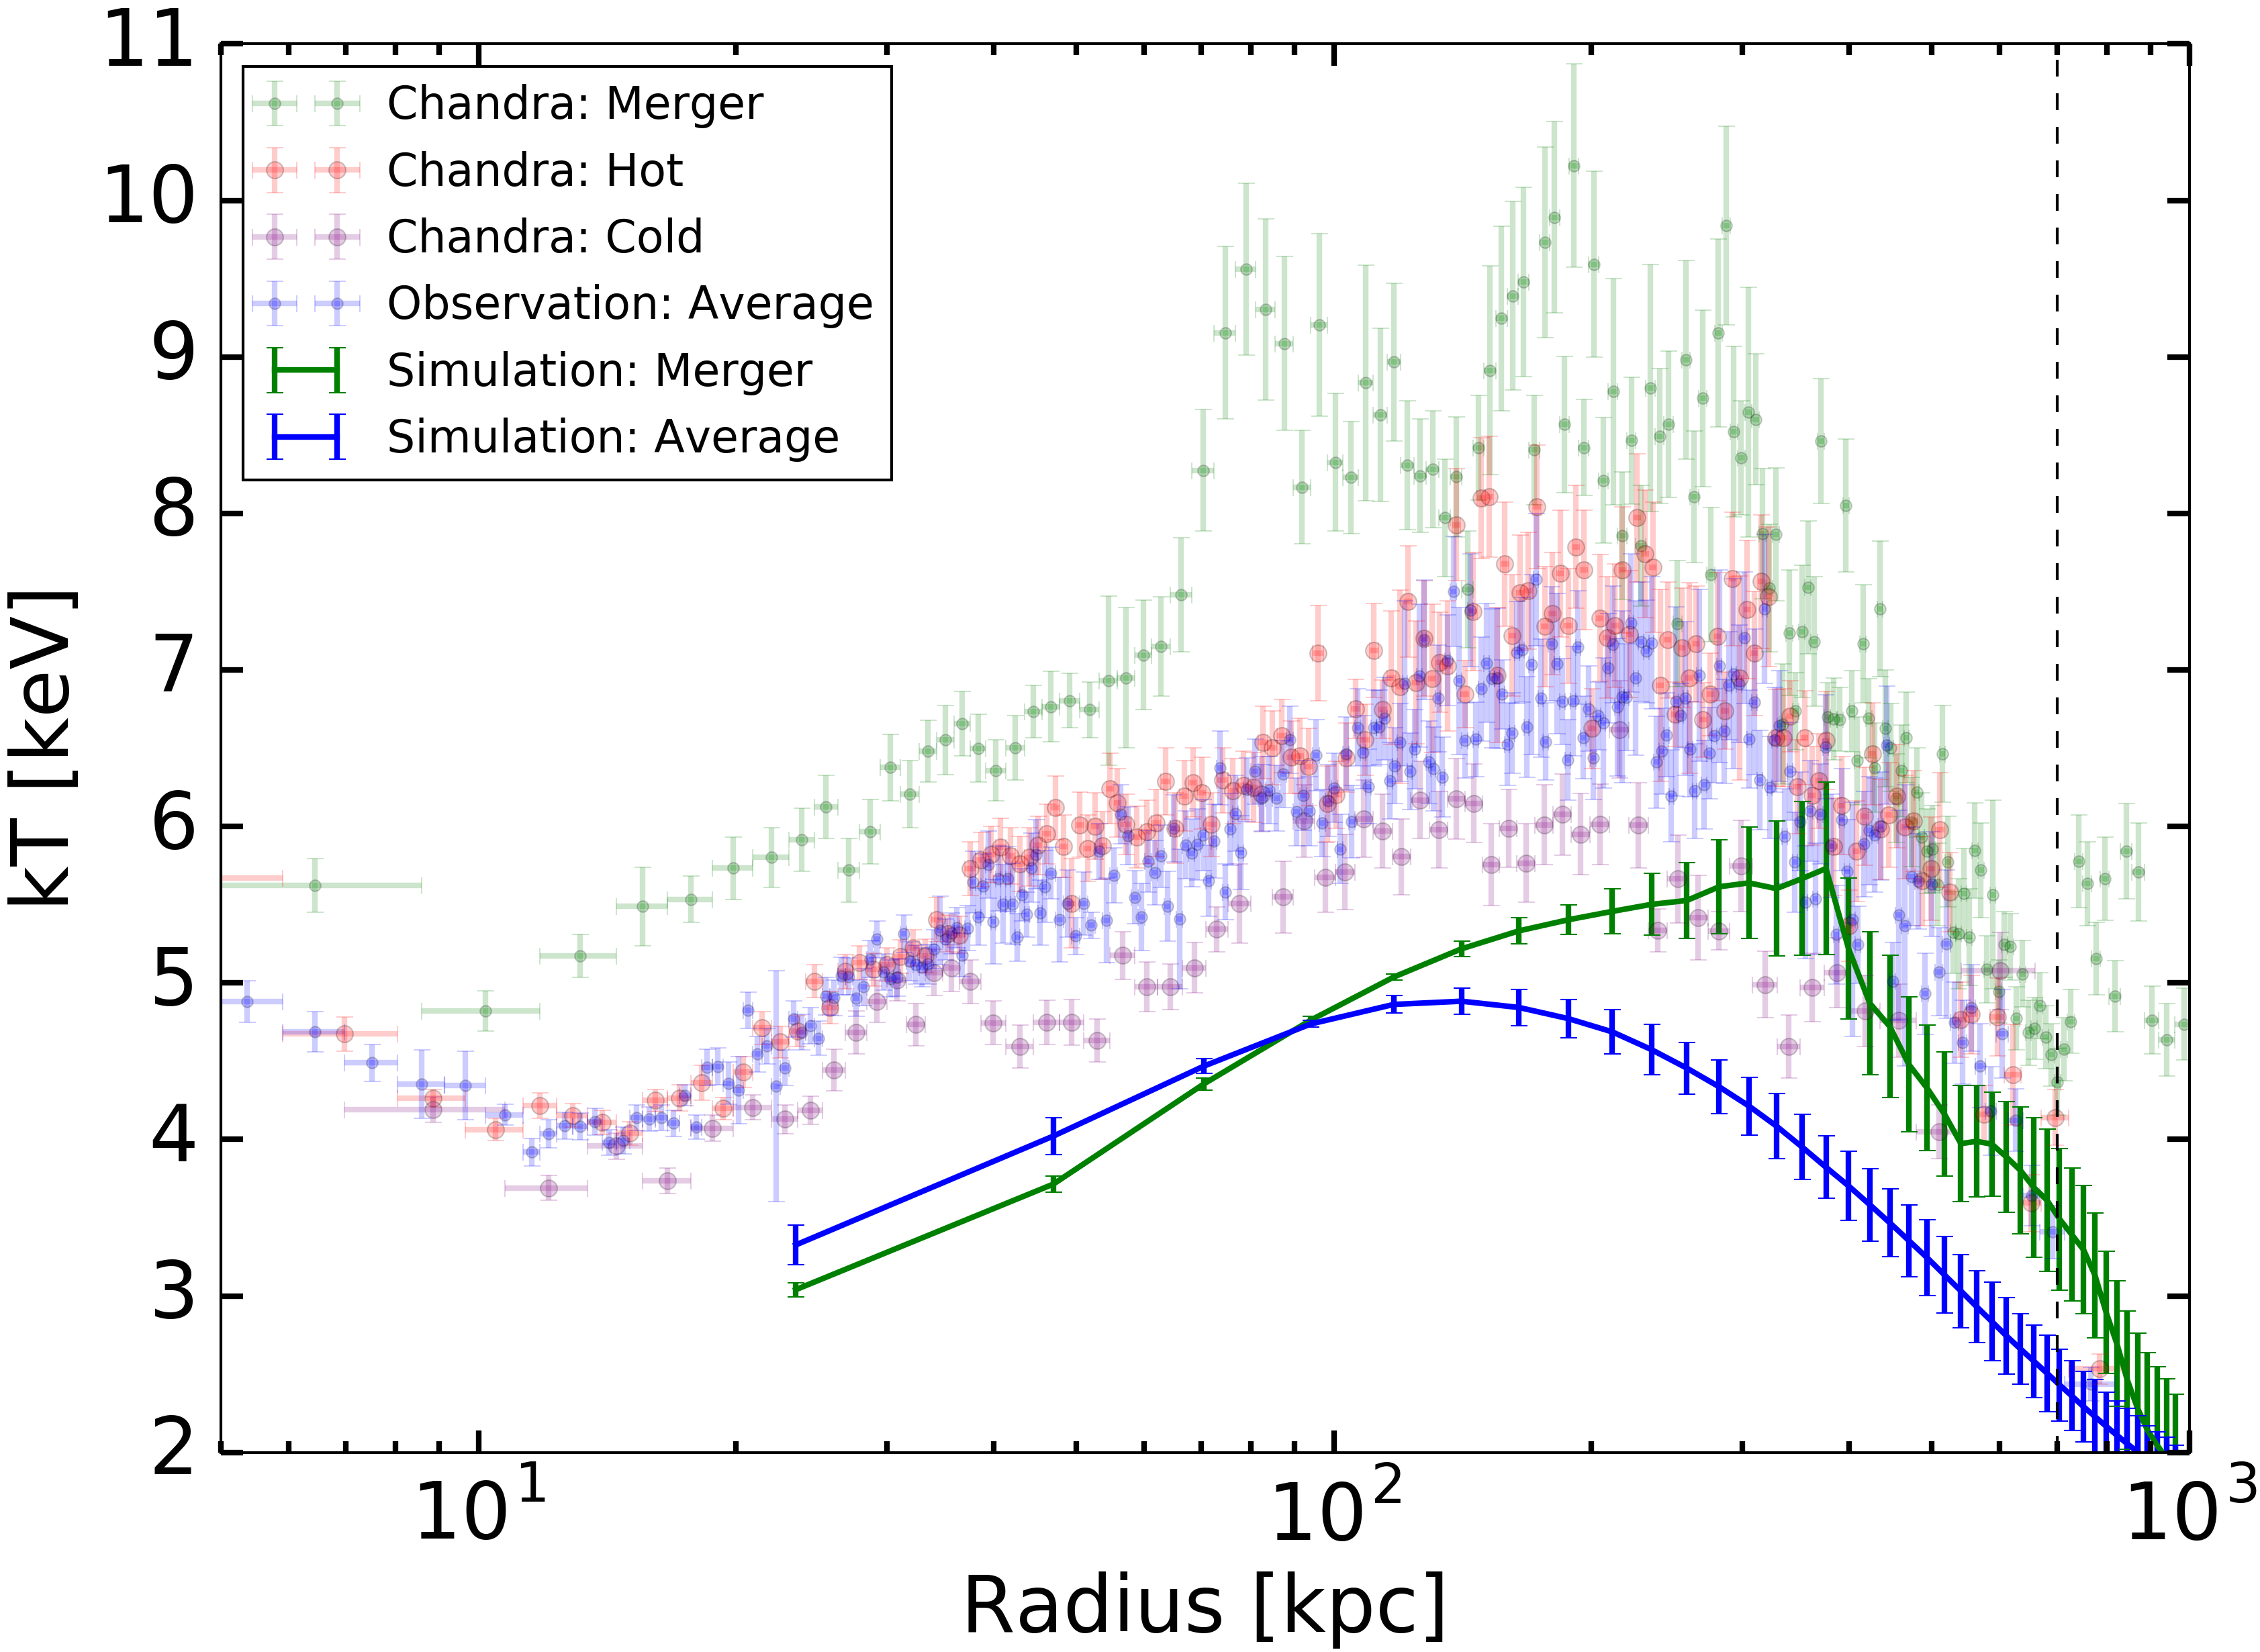 11
10
9
8
7
6
5
4
3
2
kT [keV]
Chandra: Merger
Chandra: Hot
Chandra: Cold
Observation: Average
Simulation: Merger
Simulation: Average
10^1
10^2
10^3
Radius [kpc]